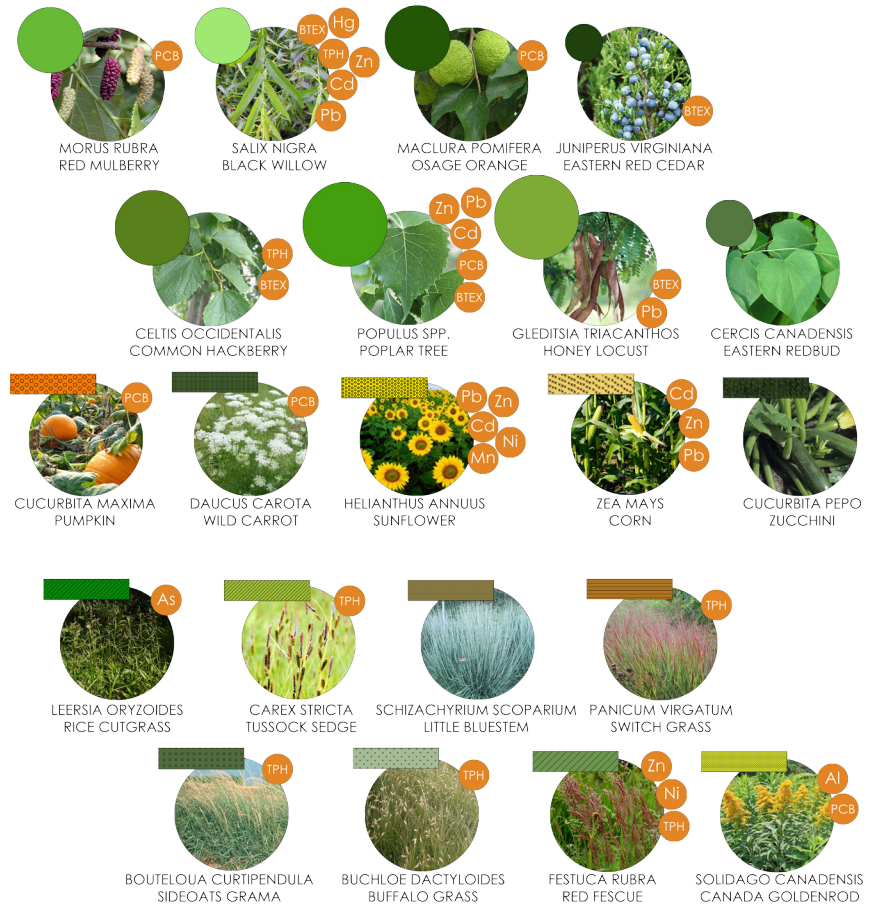 PCB
BTEX
Hg
TPH
Zn
Cd
Pb
PCB
BTEX
MORUS RUBRA
RED MULBERRY
SALIX NIGRA
BLACK WILLOW
MACLURA POMIFERA
OSAGE ORANGE
JUNIPERUS VIRGINIANA
EASTERN RED CEDAR
TPH
BTEX
Zn
Pb
Cd
PCB
BTEX
BTEX
Pb
CELTIS OCCIDENTALIS
COMMON HACKBERRY
POPULUS SPP.
POPLAR TREE
GLEDITSIA TRIACANTHOS
HONEY LOCUST
CERCIS CANADENSIS
EASTERN REDBUD
PCB
PCB
Pb
Zn
Cd
Ni
Mn
Cd
Zn
Pb
CUCURBITA MAXIMA
PUMPKIN
DAUCUS CAROTA
WILD CARROT
HELIANTHUS ANNUUS
SUNFLOWER
ZEA MAYS
CORN
CUCURBITA PEPO
ZUCCHINI
As
TPH
TPH
LEERSIA ORYZOIDES
RICE CUTGRASS
CAREX STRICTA
TUSSOCK SEDGE
SCHIZACHYRIUM SCOPARIUM
LITTLE BLUESTEM
PANICUM VIRGATUM
SWITCH GRASS
TPH
TPH
Zn
Ni
TPH
Al
PCB
BOUTELOUA CURTIPENDULA
SIDEOATS GRAMA
BUCHLOE DACTYLOIDES
BUFFALO GRASS
FESTUCA RUBRA
RED FESCUE
SOLIDAGO CANADENSIS
CANADA GOLDENROD